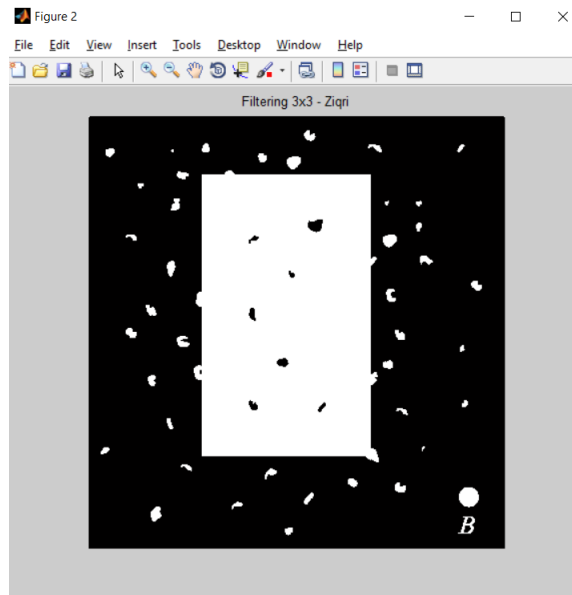 Figure 2
File Edit View Insert Tools Desktop Window Help
Filtering 3x3 - Ziqri
B